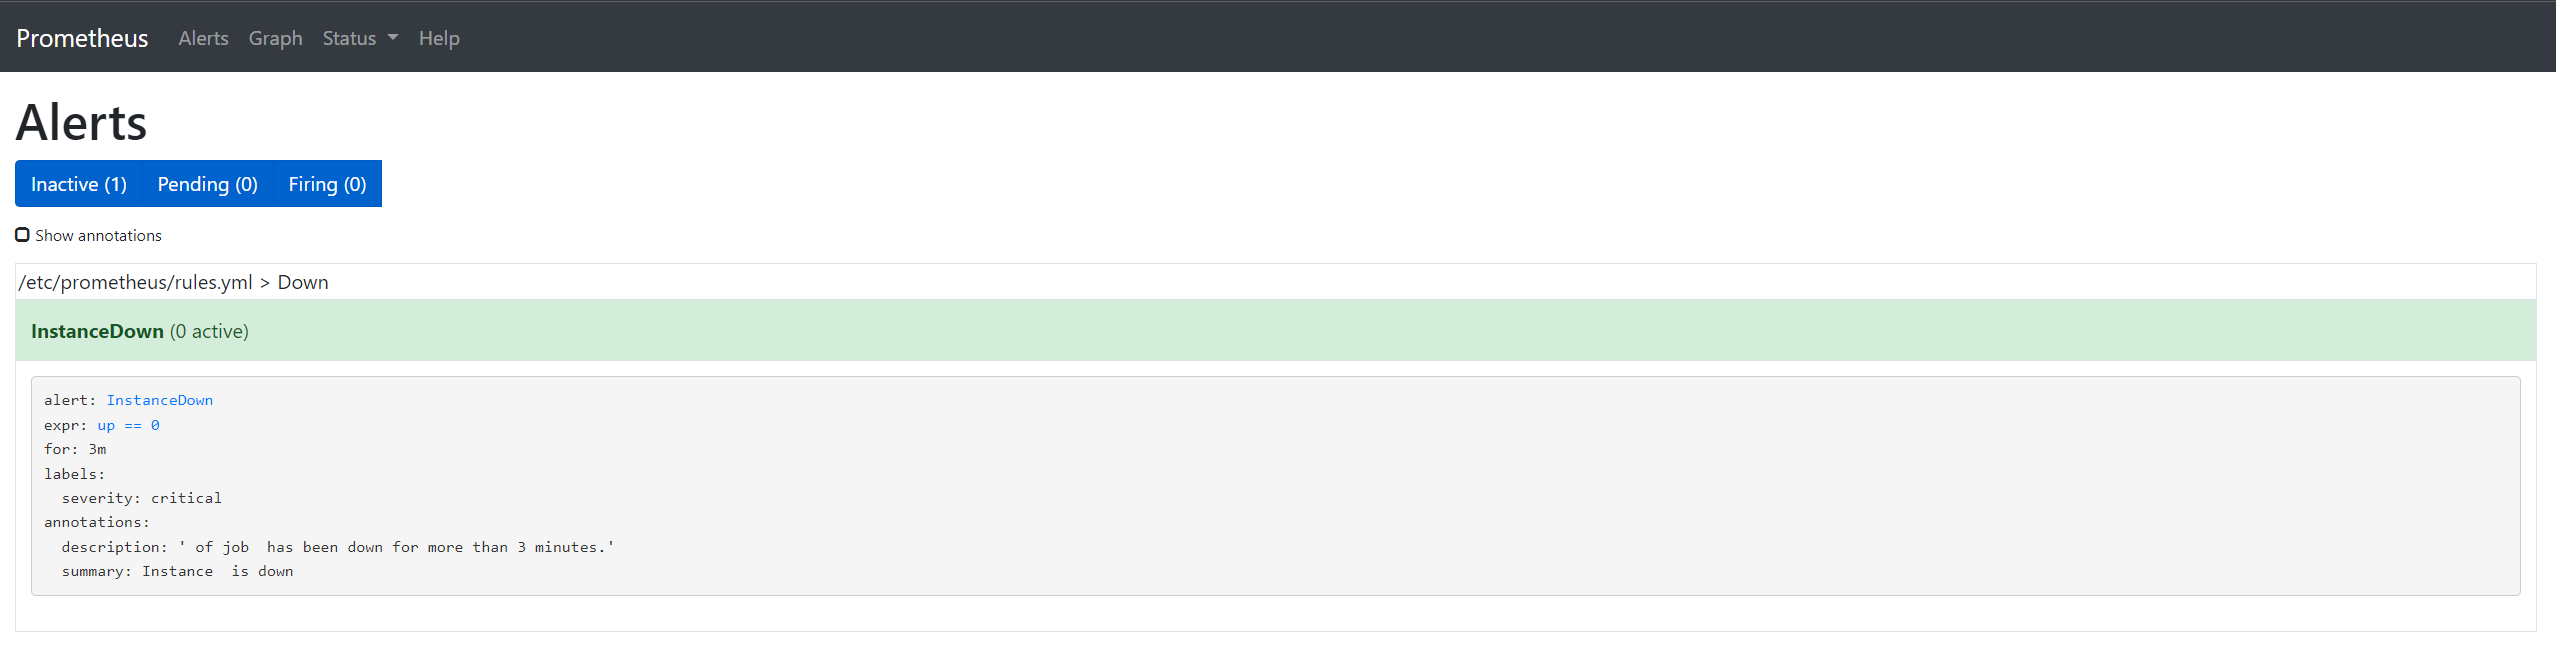 Prometheus Alerts Graph Status Help
Alerts
Inactive (1) Pending (0) Firing (0)
Show annotations
/etc/prometheus/rules.yml > Down
InstanceDown (0 active)
alert: InstanceDown
expr: up == 0
for: 3m
labels:
  severity: critical
annotations:
  description: ' of job  has been down for more than 3 minutes.'
  summary: Instance  is down